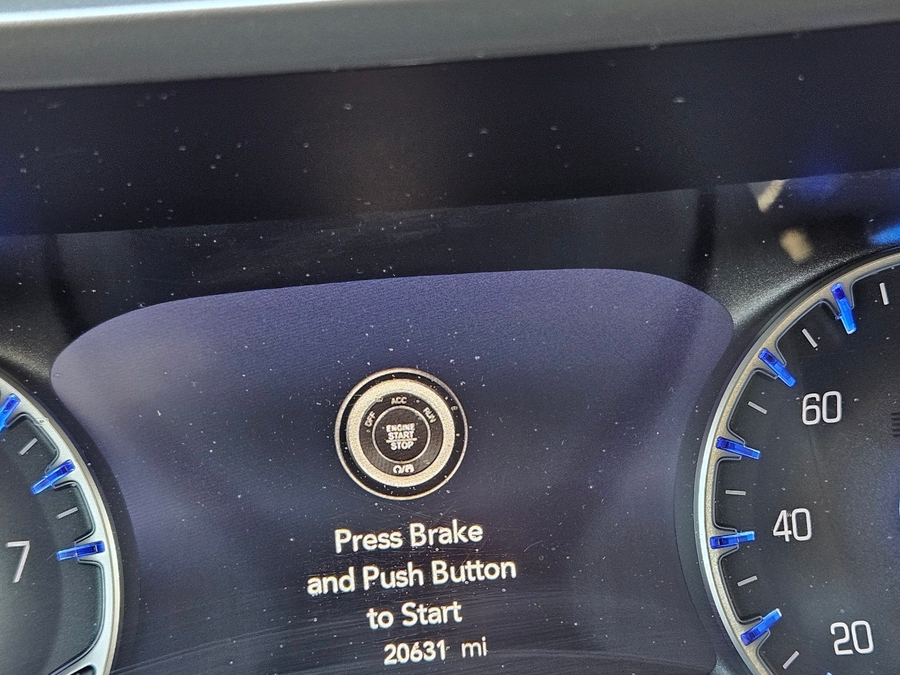 OFF ACC RUN
ENGINE
START
STOP
Press Brake
and Push Button
to Start
20631 mi
7
60
40
20